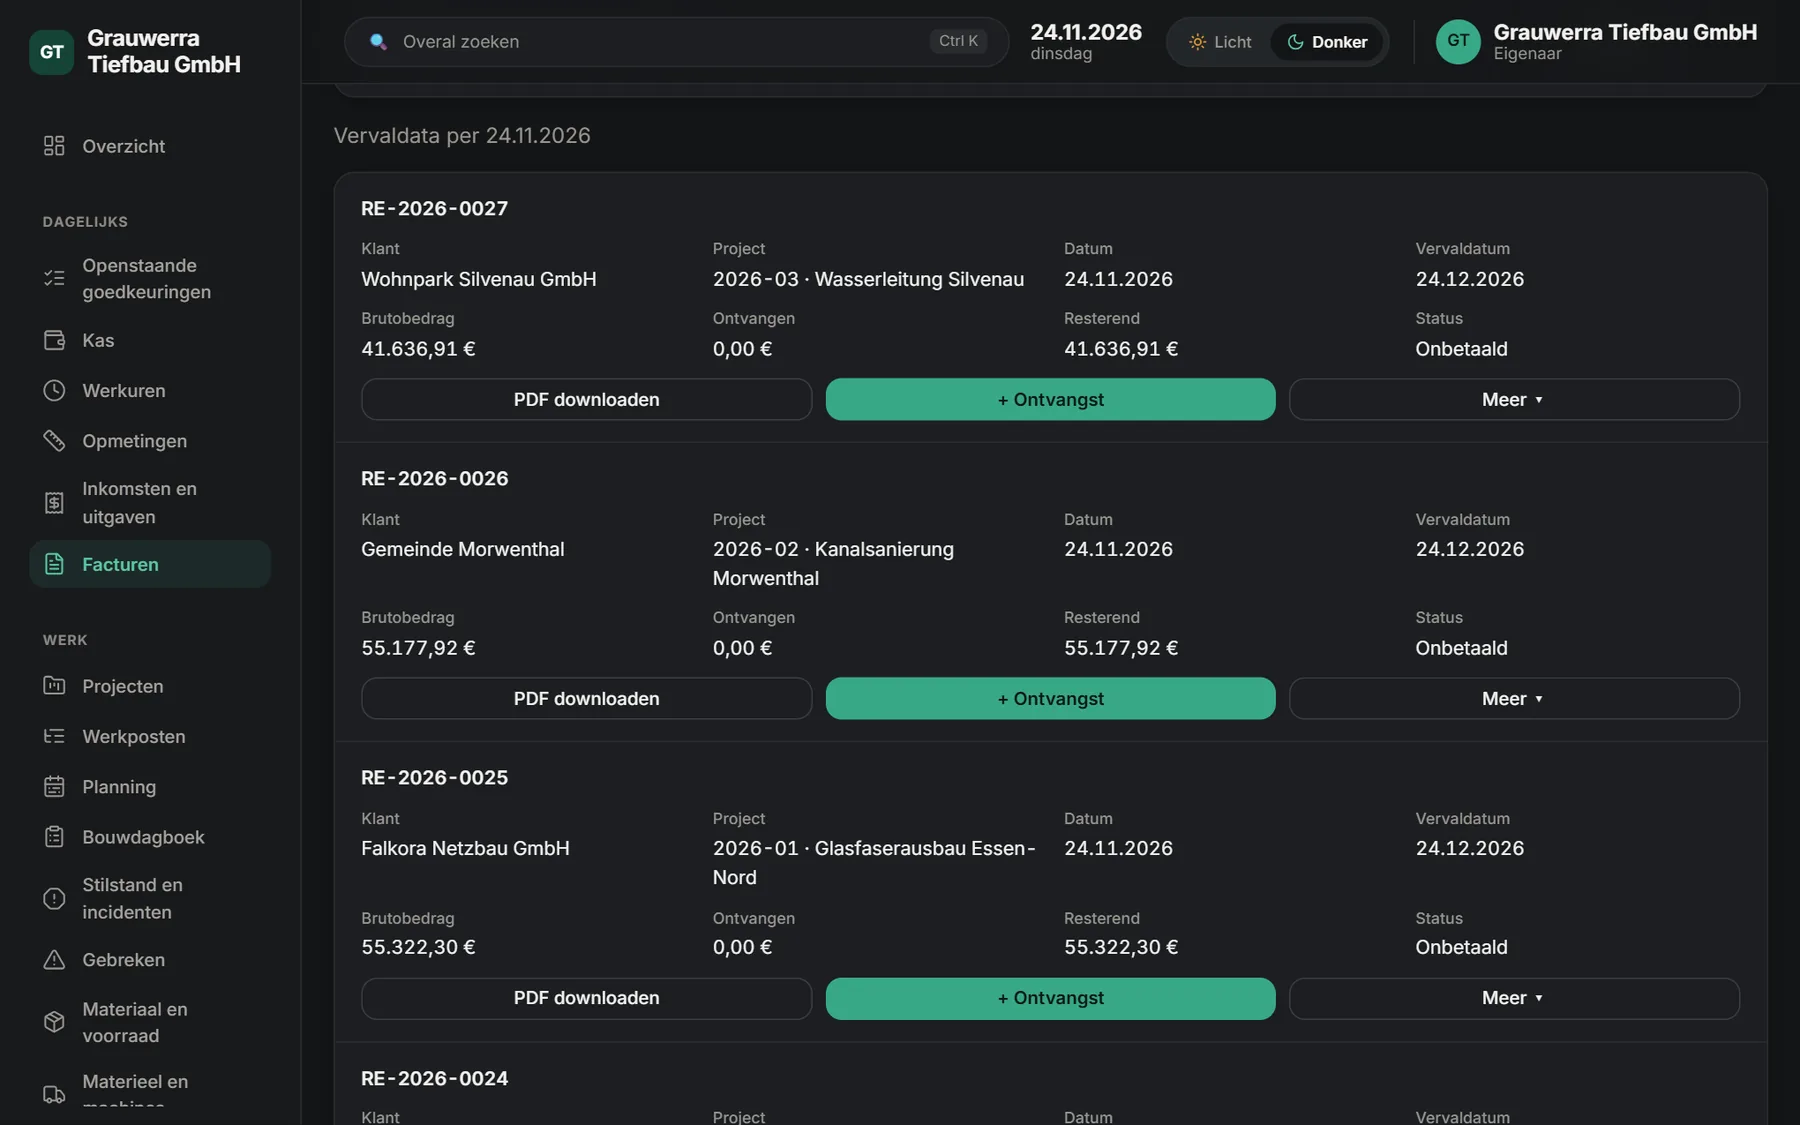 GT
Grauwerra
Tiefbau GmbH
Overzicht
DAGELIJKS
Openstaande
goedkeuringen
Kas
Werkuren
Opmetingen
Inkomsten en
uitgaven
Facturen
WERK
Projecten
Werkposten
Planning
Bouwdagboek
Stilstand en
incidenten
Gebreken
Materiaal en
voorraad
Materieel en
Overal zoeken
Ctrl K
24.11.2026
dinsdag
Licht
Donker
GT
Grauwerra Tiefbau GmbH
Eigenaar
Vervaldata per 24.11.2026
RE-2026-0027
Klant Project Datum Vervaldatum
Wohnpark Silvenau GmbH 2026-03 · Wasserleitung Silvenau 24.11.2026 24.12.2026
Brutobedrag Ontvangen Resterend Status
41.636,91 € 0,00 € 41.636,91 € Onbetaald
PDF downloaden + Ontvangst Meer ▾
RE-2026-0026
Klant Project Datum Vervaldatum
Gemeinde Morwenthal 2026-02 · Kanalsanierung 24.11.2026 24.12.2026
Morwenthal
Brutobedrag Ontvangen Resterend Status
55.177,92 € 0,00 € 55.177,92 € Onbetaald
PDF downloaden + Ontvangst Meer ▾
RE-2026-0025
Klant Project Datum Vervaldatum
Falkora Netzbau GmbH 2026-01 · Glasfaserausbau Essen- 24.11.2026 24.12.2026
Nord
Brutobedrag Ontvangen Resterend Status
55.322,30 € 0,00 € 55.322,30 € Onbetaald
PDF downloaden + Ontvangst Meer ▾
RE-2026-0024
Klant Project Datum Vervaldatum